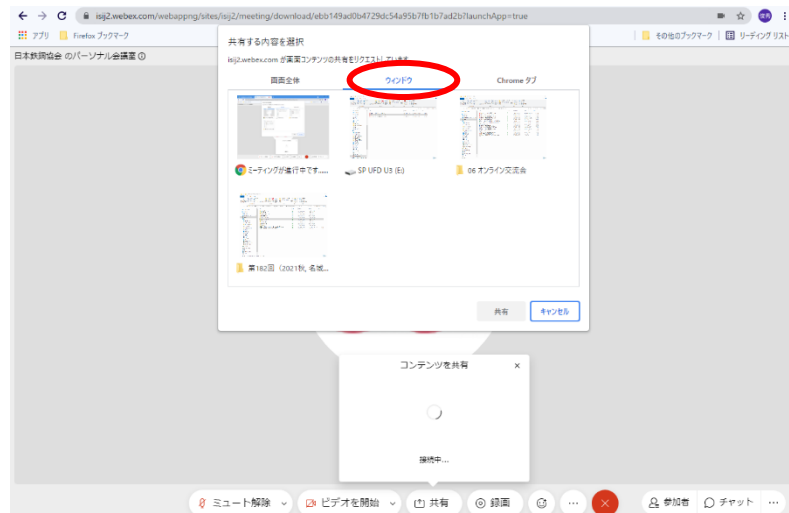 isij2.webex.com/webappng/sites/isij2/meeting/download/ebb149ad0b4729dc54a95b7fb1b7ad2b?launchApp=true
アプリ Firefox ブックマーク その他のブックマーク リーディング リスト
日本鉄鋼協会 のパーソナル会議室
共有する内容を選択
isij2.webex.com が画面コンテンツの共有をリクエストしています
画面全体 ウィンドウ Chrome タブ
ミーティングが進行中です.....
SP UFD U3 (E:)
06 オンライン交流会
第182回（2021秋, 名城...
共有 キャンセル
コンテンツを共有 ×
接続中...
ミュート解除 ビデオを開始 共有 録画 ... × 参加者 チャット ...